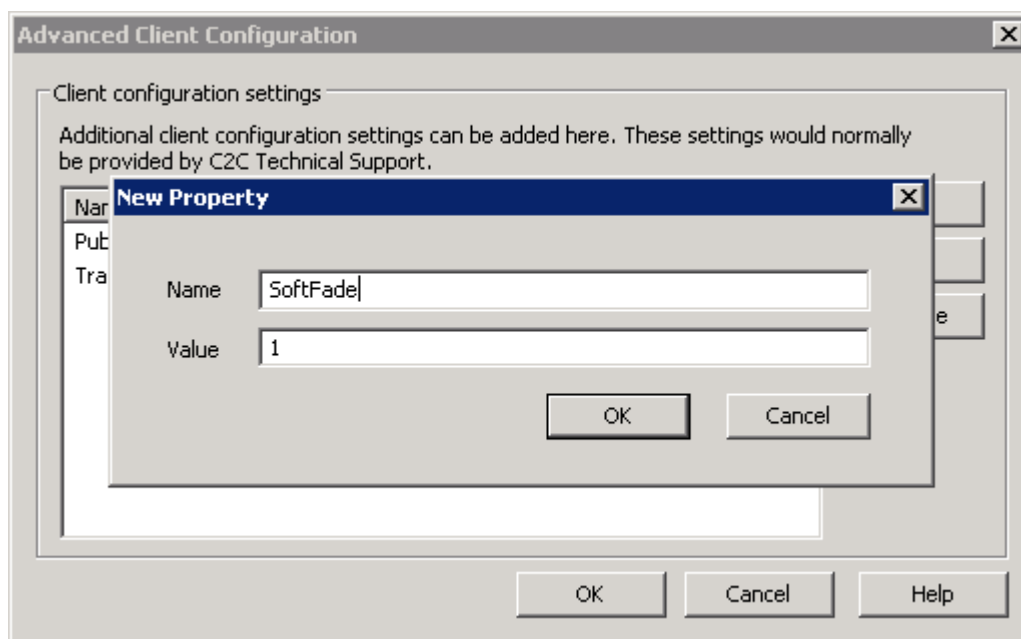 Advanced Client Configuration
Client configuration settings
Additional client configuration settings can be added here. These settings would normally
be provided by C2C Technical Support.
New Property
Name SoftFade
Value 1
OK Cancel
OK Cancel Help